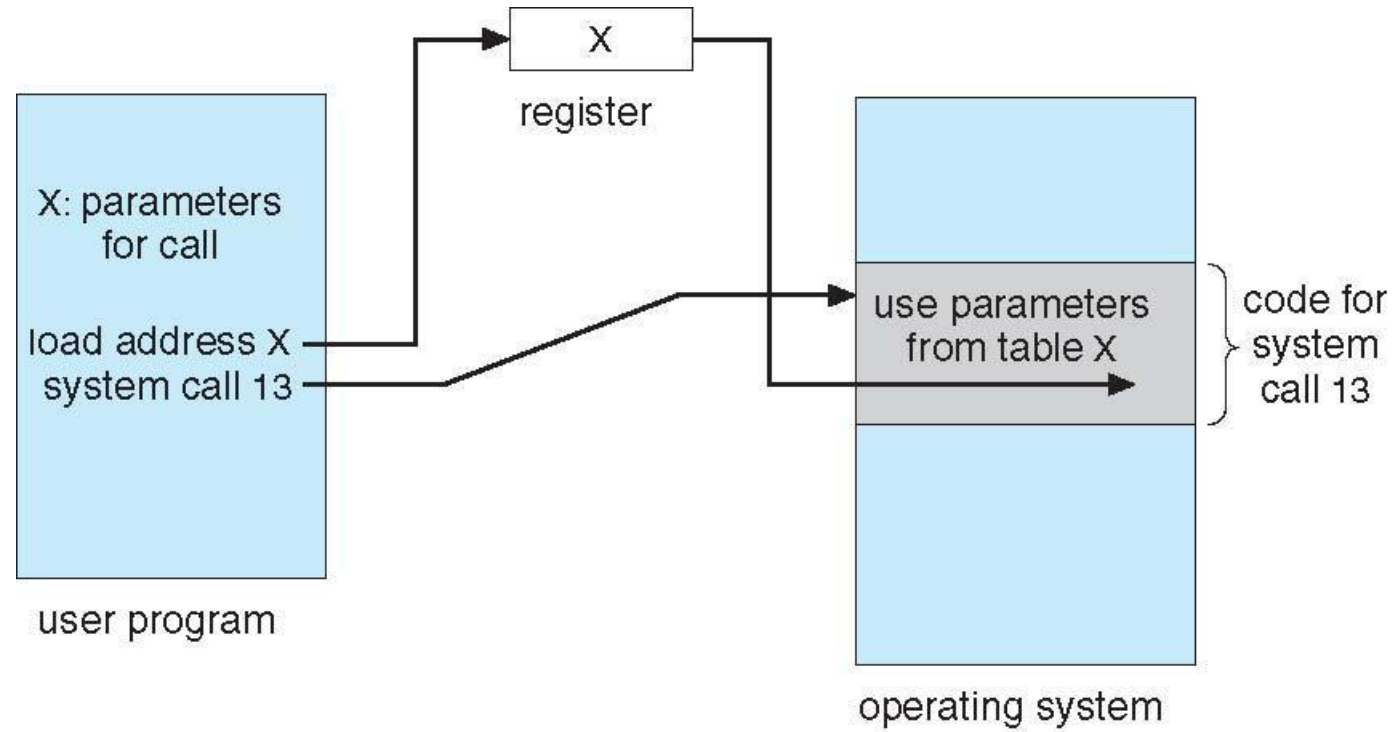 X
register
X: parameters
for call
load address X
system call 13
user program
use parameters
from table X
code for
system
call 13
operating system